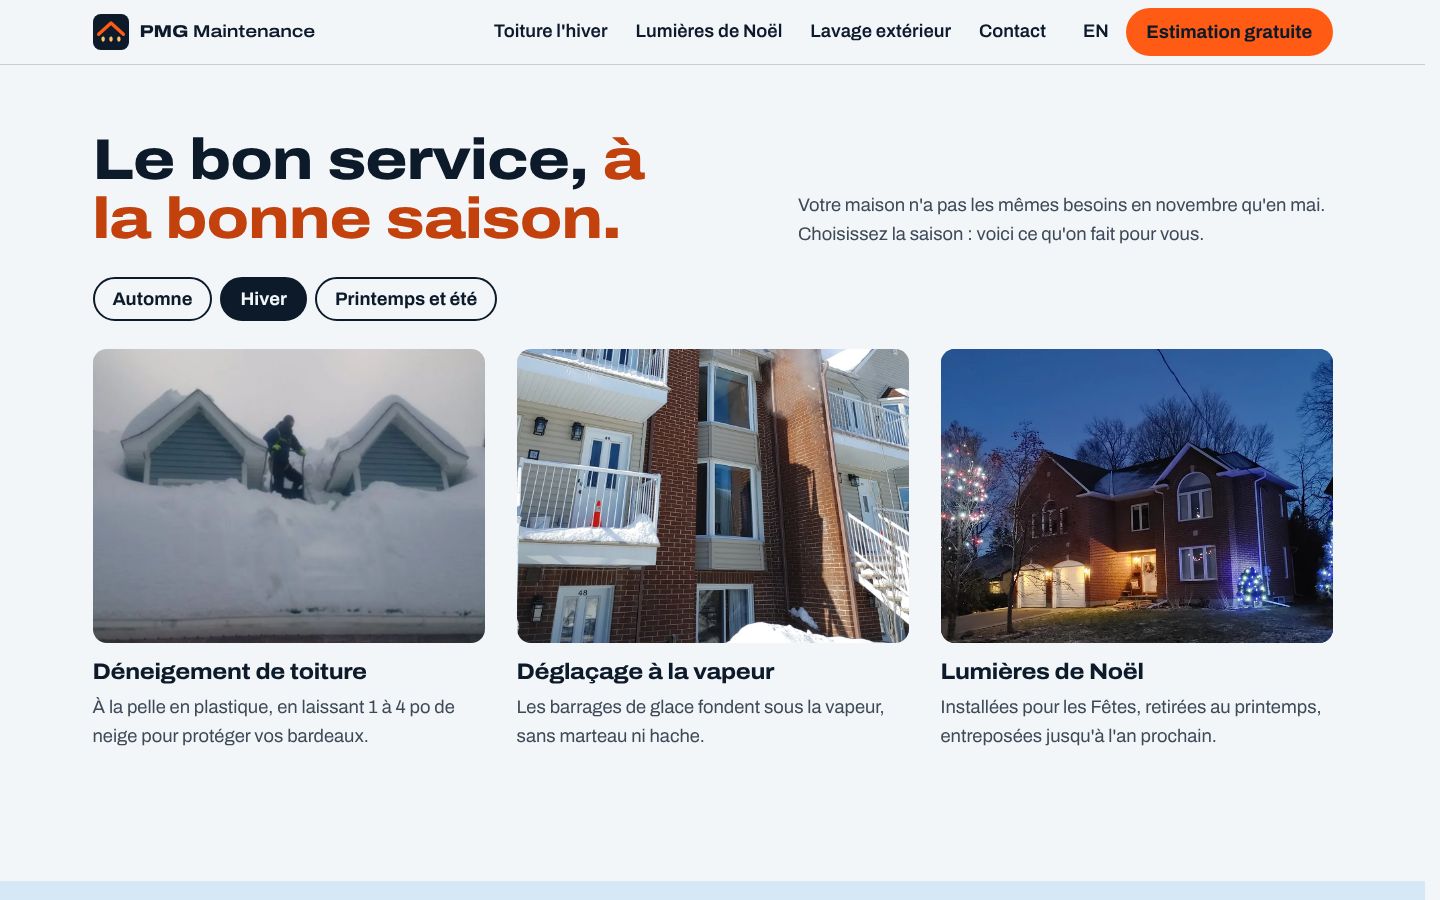 PMG Maintenance
Toiture l'hiver
Lumières de Noël
Lavage extérieur
Contact
EN
Estimation gratuite
Le bon service, à
la bonne saison.
Votre maison n'a pas les mêmes besoins en novembre qu'en mai.
Choisissez la saison : voici ce qu'on fait pour vous.
Automne
Hiver
Printemps et été
48
Déneigement de toiture
À la pelle en plastique, en laissant 1 à 4 po de
neige pour protéger vos bardeaux.
Déglaçage à la vapeur
Les barrages de glace fondent sous la vapeur,
sans marteau ni hache.
Lumières de Noël
Installées pour les Fêtes, retirées au printemps,
entreposées jusqu'à l'an prochain.